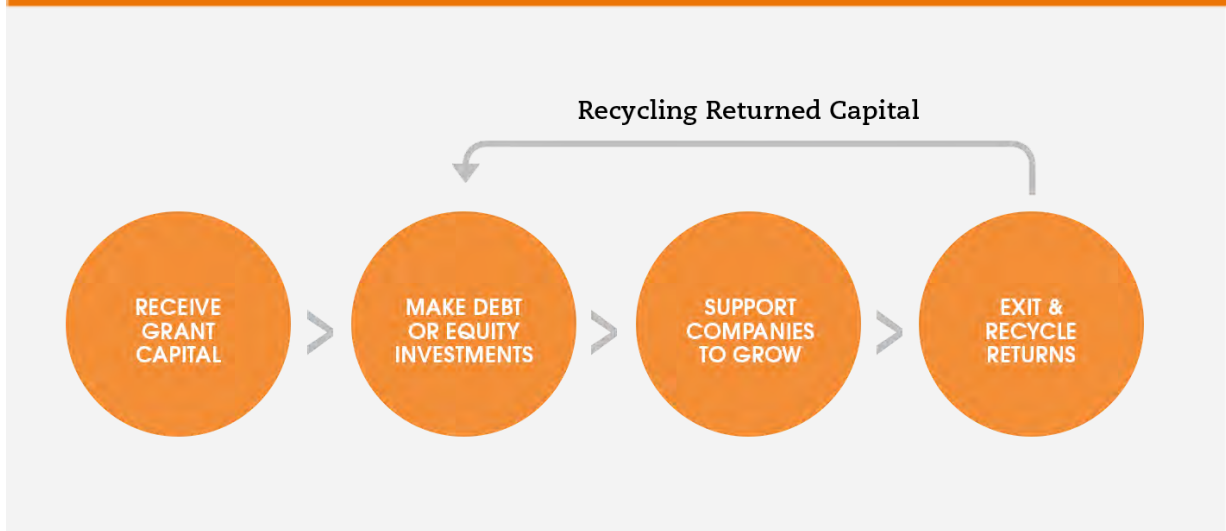 Recycling Returned Capital
RECEIVE
GRANT
CAPITAL
MAKE DEBT
OR EQUITY
INVESTMENTS
SUPPORT
COMPANIES
TO GROW
EXIT &
RECYCLE
RETURNS